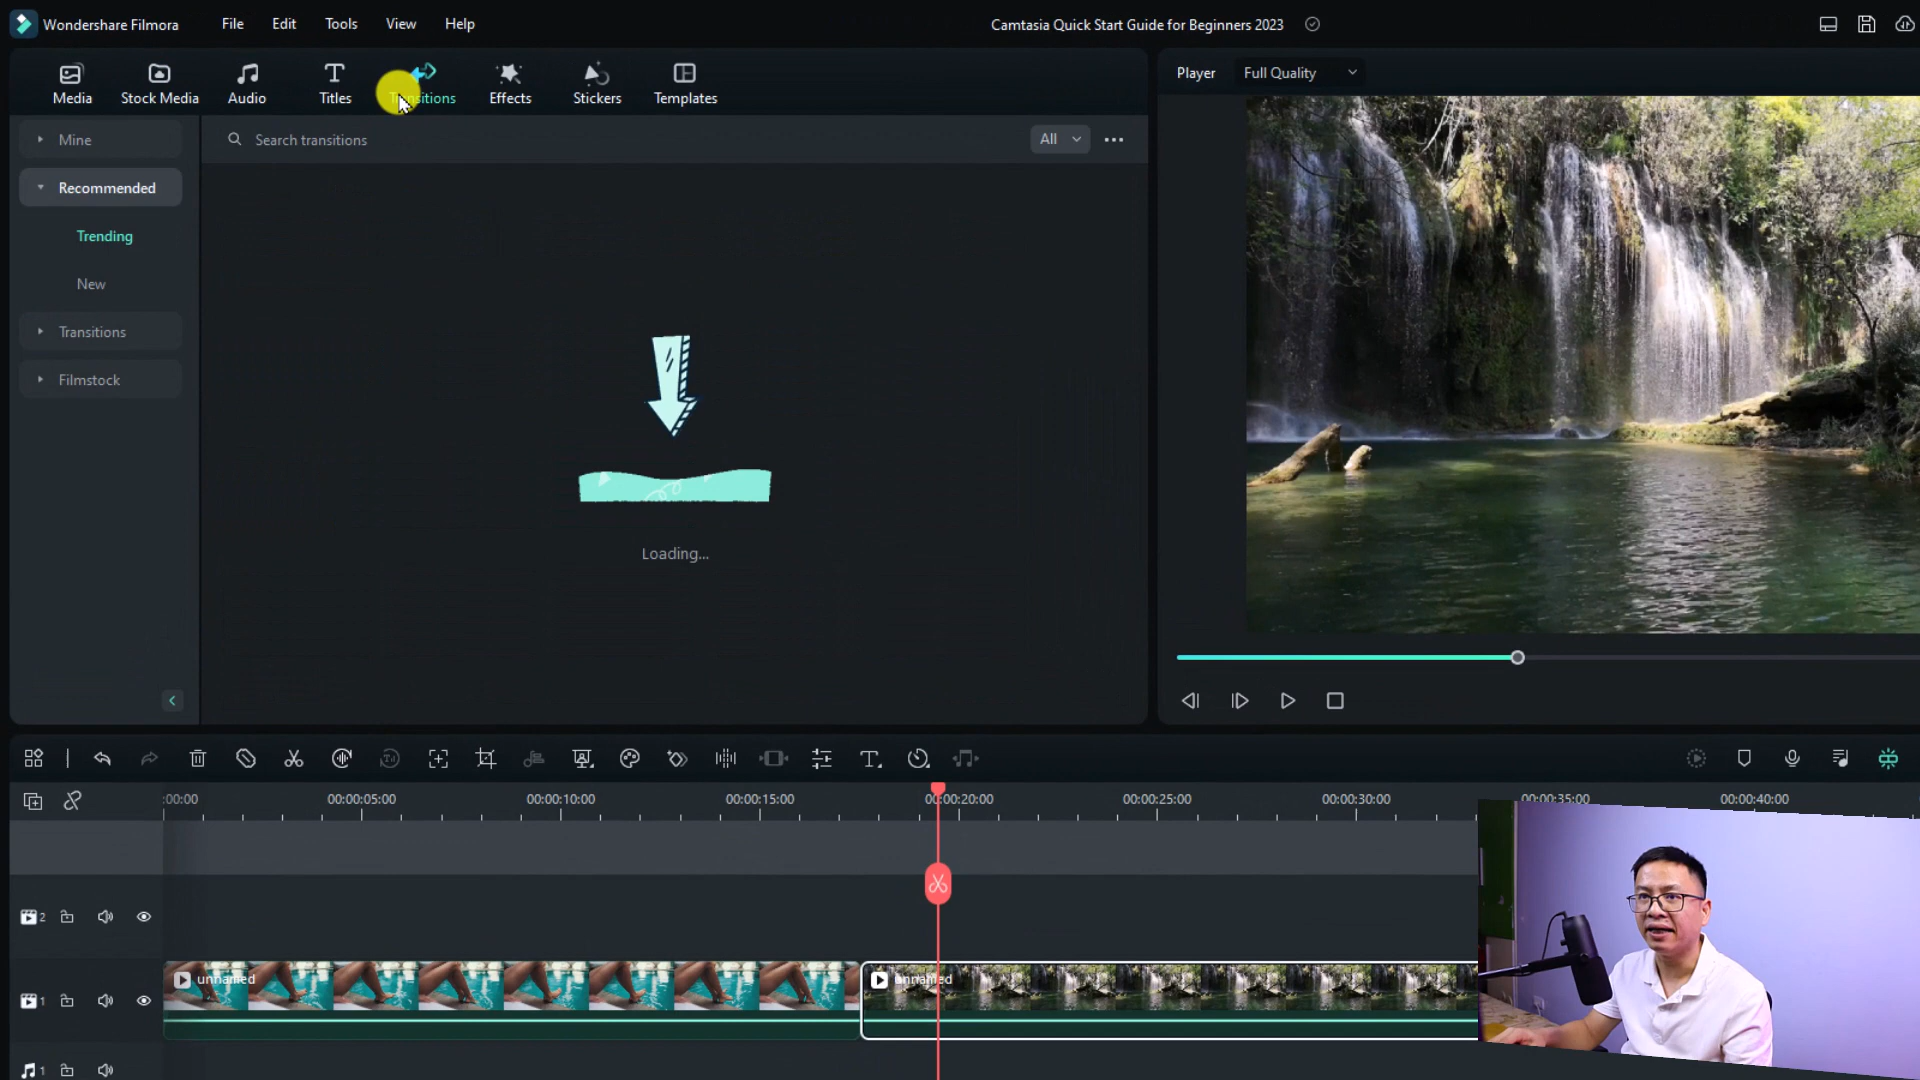 Wondershare Filmora
File
Edit
Tools
View
Help
Camtasia Quick Start Guide for Beginners 2023
Media
Stock Media
Audio
Titles
Transitions
Effects
Stickers
Templates
Player
Full Quality
Mine
Recommended
Trending
New
Transitions
Filmstock
Search transitions
All
Loading...
:00:00
00:00:05:00
00:00:10:00
00:00:15:00
00:00:20:00
00:00:25:00
00:00:30:00
00:00:35:00
00:00:40:00
2
1
unnamed
unnamed
1